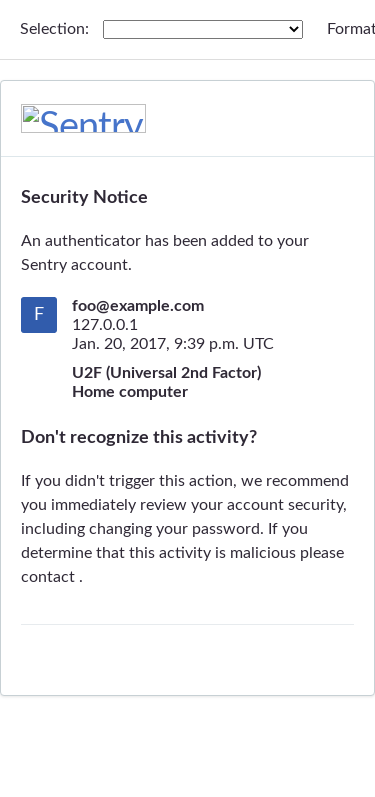 Selection: Format
Sentry
Security Notice
An authenticator has been added to your
Sentry account.
F
foo@example.com
127.0.0.1
Jan. 20, 2017, 9:39 p.m. UTC
U2F (Universal 2nd Factor)
Home computer
Don't recognize this activity?
If you didn't trigger this action, we recommend
you immediately review your account security,
including changing your password. If you
determine that this activity is malicious please
contact .